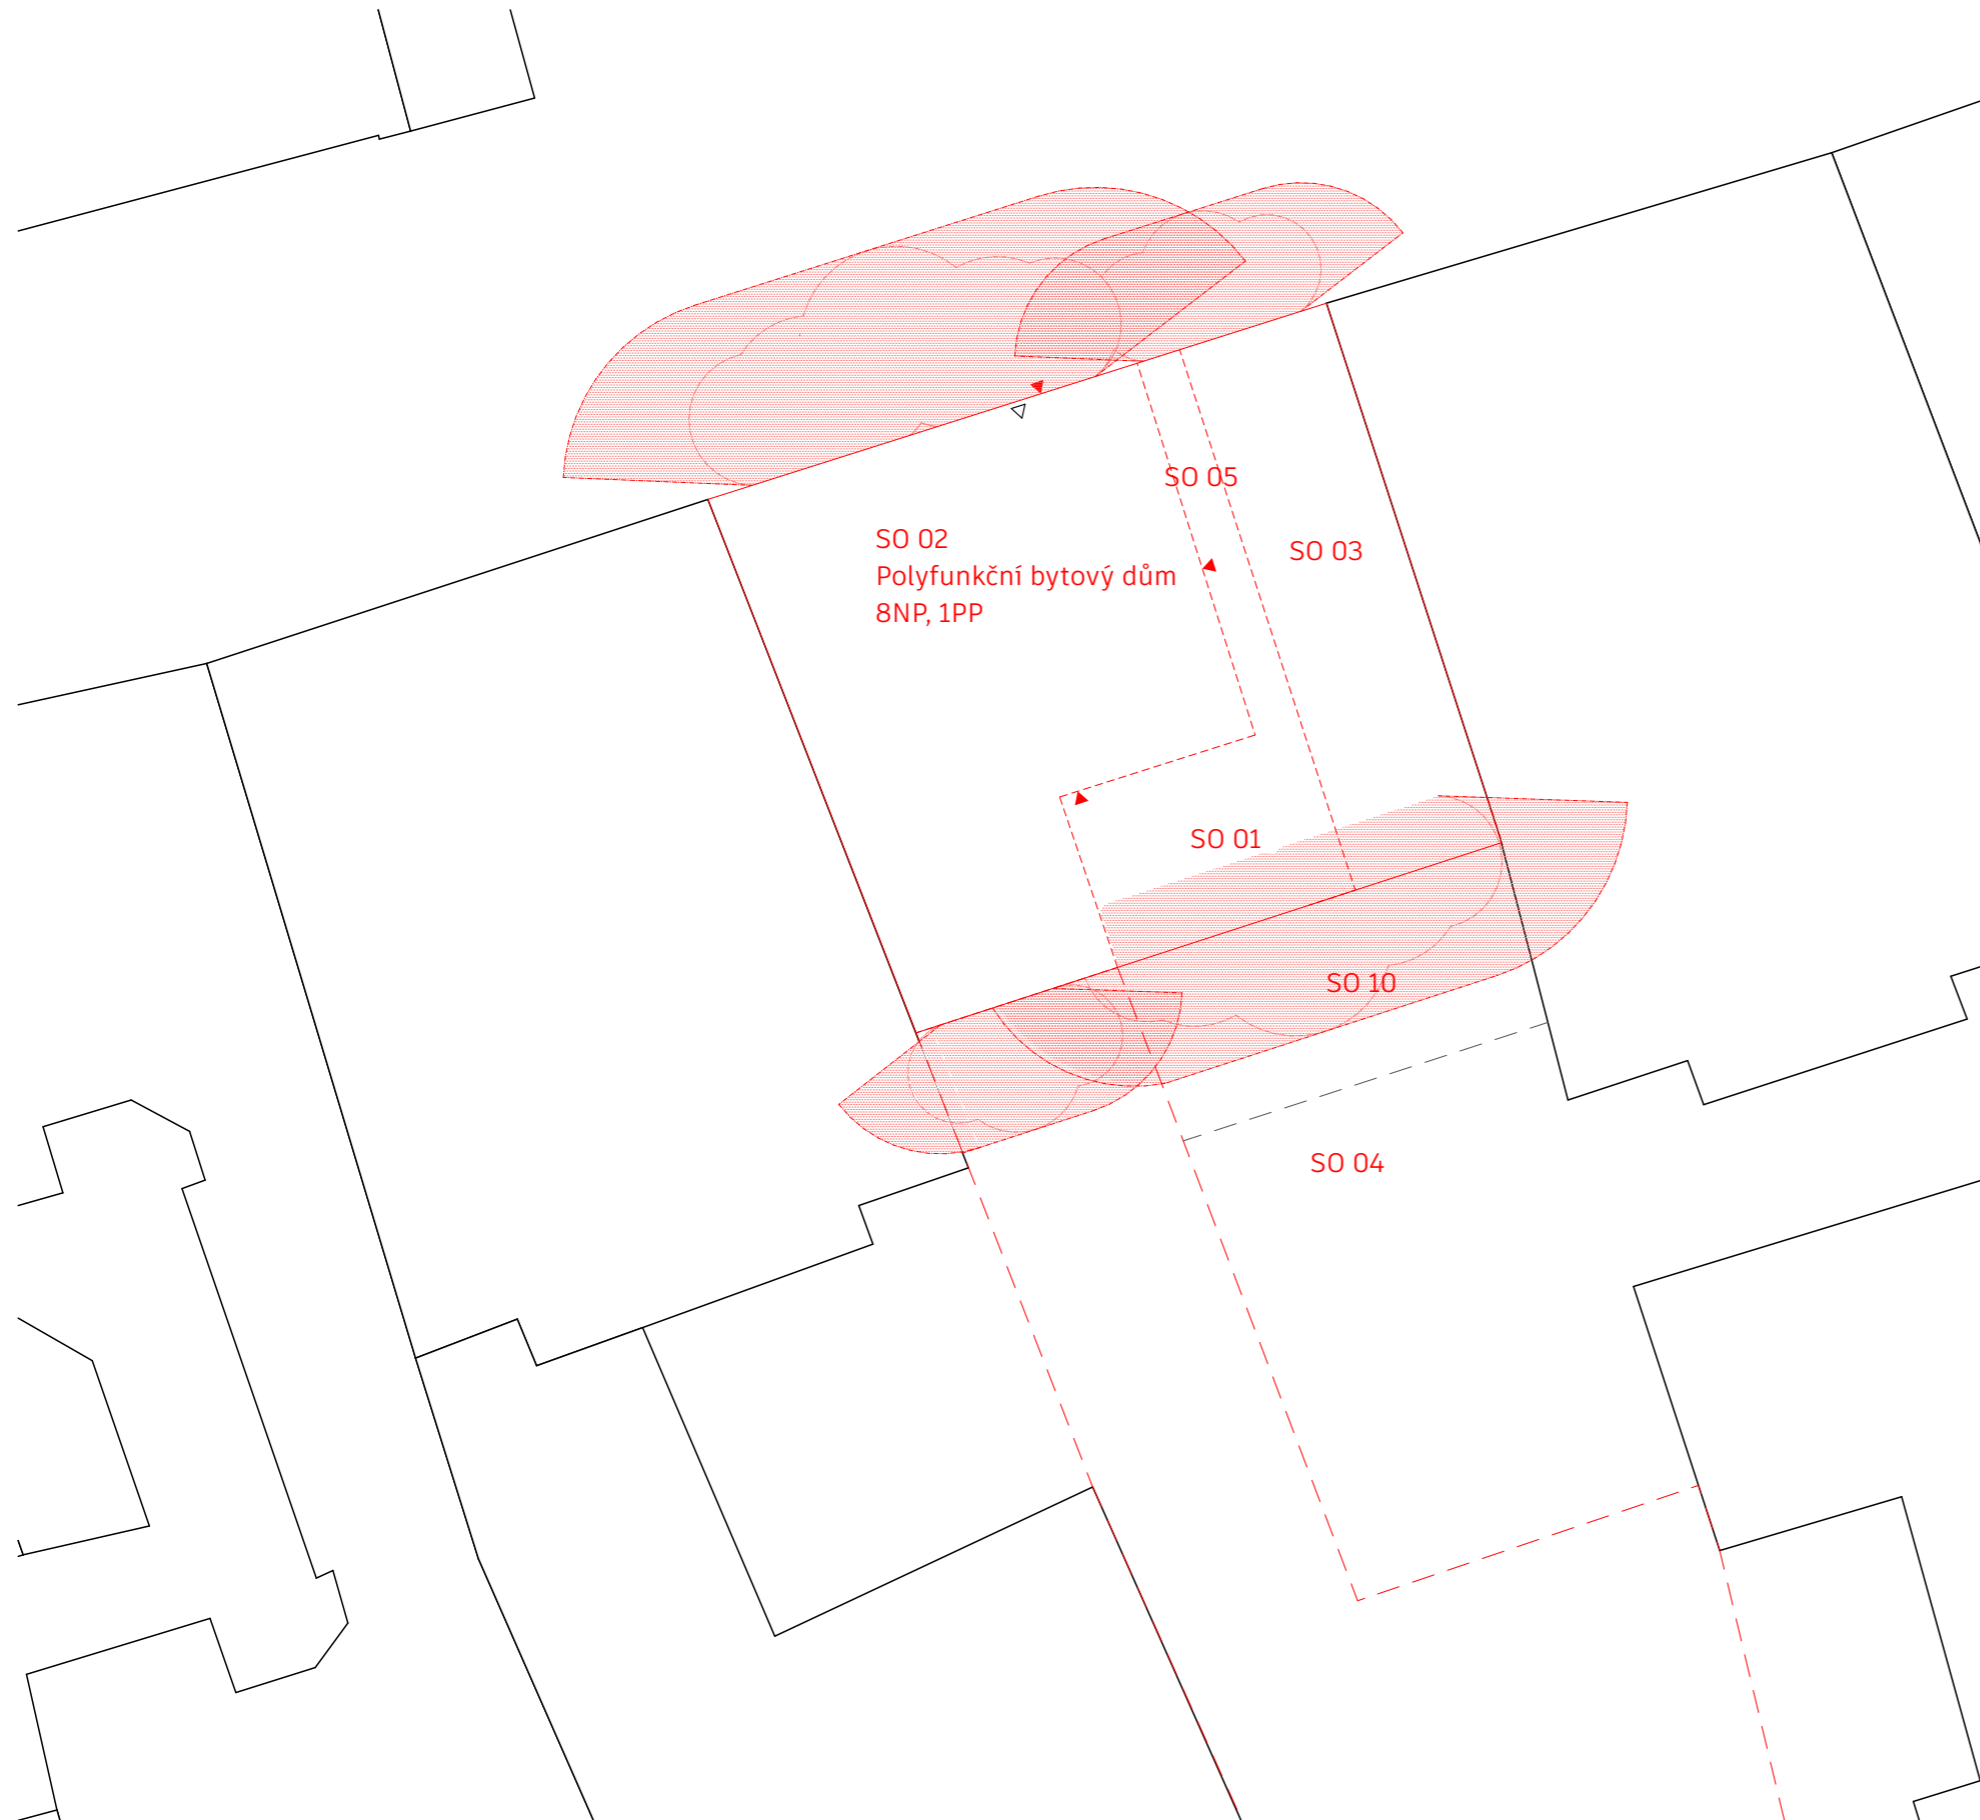 SO 05
SO 02
Polyfunkční bytový dům
8NP, 1PP
SO 03
SO 01
SO 10
SO 04